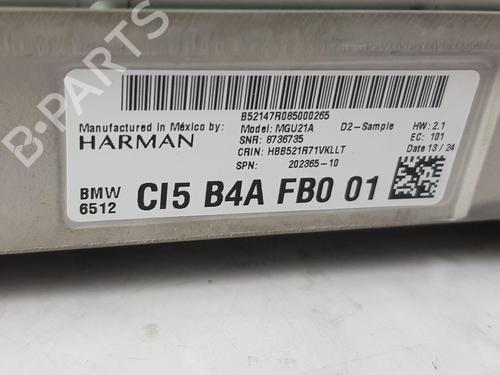 B52147R085000265
Manufactured in México by:
HARMAN
Model: MGU21A D2-Sample HW: 2.1
SNR: 8736735 EC: 101
CRIN: HBB521R71VKLLT Date 13 / 24
SPN: 202365-10
BMW
6512
CI5 B4A FB0 01
B PARTS